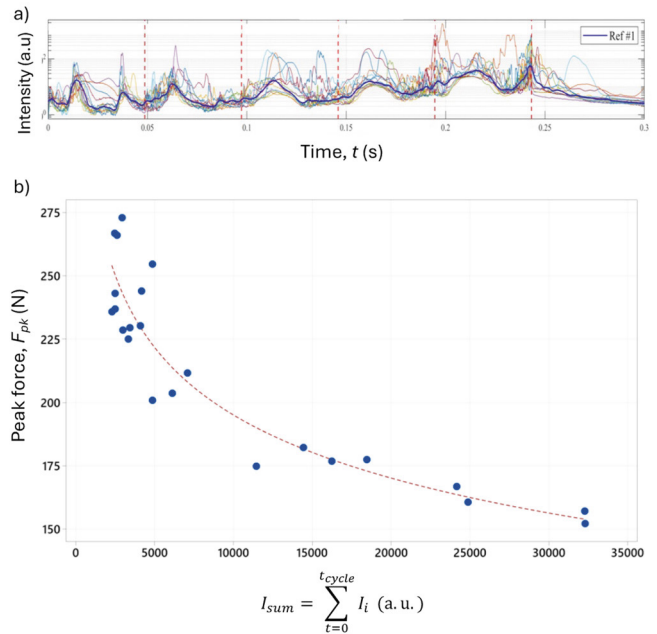 a)
Intensity (a.u)
Ref #1
0 0.05 0.1 0.15 0.2 0.25 0.3
Time, t (s)
b)
Peak force, F_pk (N)
275
250
225
200
175
150
0 5000 10000 15000 20000 25000 30000 35000
I_sum = ∑_{t=0}^{t_cycle} I_i (a.u.)